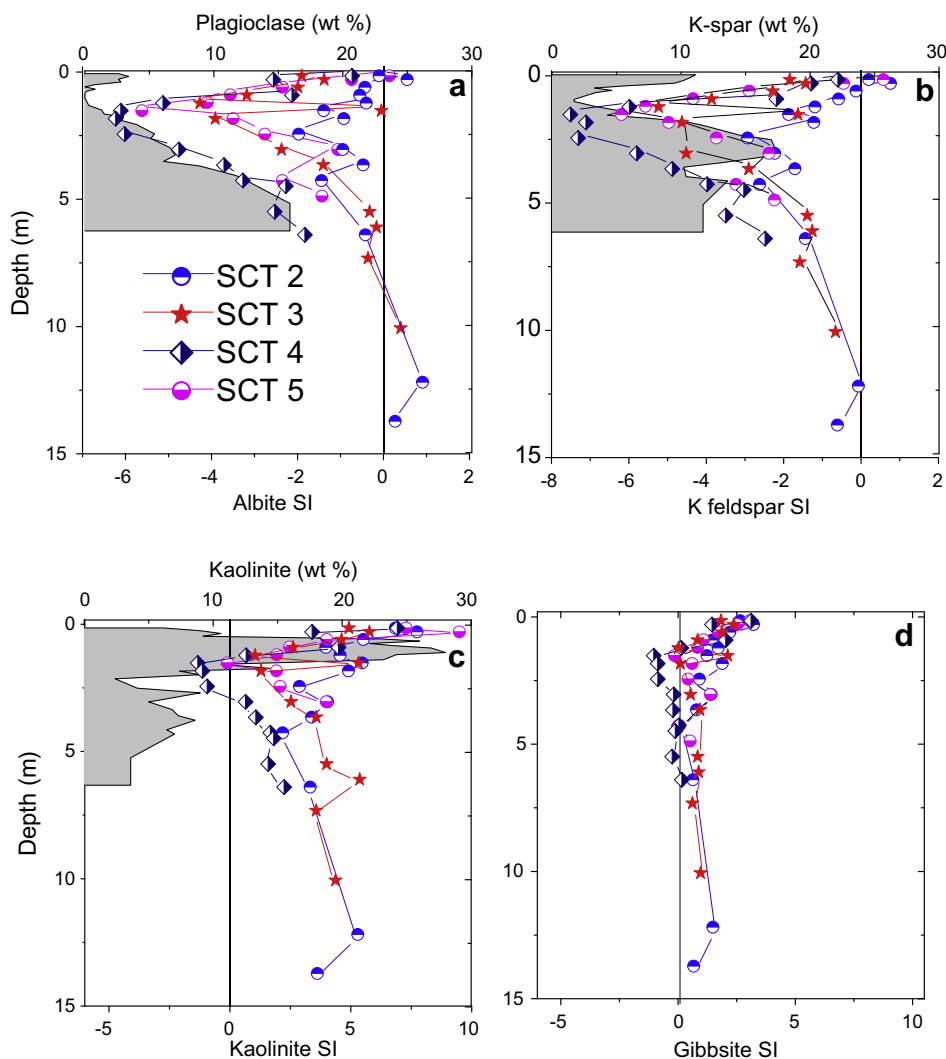 Plagioclase (wt %)
0 10 20 30
a
0
5
10
15
Depth (m)
SCT 2
SCT 3
SCT 4
SCT 5
-6 -4 -2 0 2
Albite SI
K-spar (wt %)
0 10 20 30
b
0
5
10
15
-8 -6 -4 -2 0 2
K feldspar SI
Kaolinite (wt %)
0 10 20 30
c
0
5
10
15
Depth (m)
-5 0 5 10
Kaolinite SI
d
0
5
10
15
-5 0 5 10
Gibbsite SI